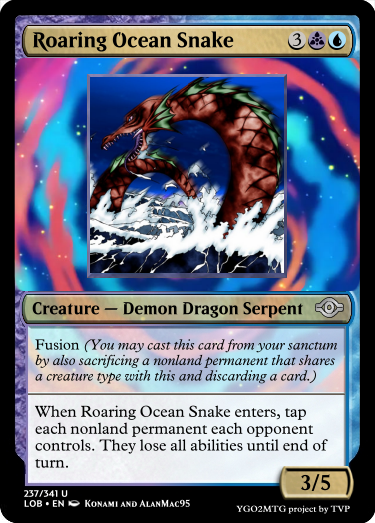 Roaring Ocean Snake 3
Creature — Demon Dragon Serpent
Fusion (You may cast this card from your sanctum
by also sacrificing a nonland permanent that shares
a creature type with this and discarding a card.)
When Roaring Ocean Snake enters, tap
each nonland permanent each opponent
controls. They lose all abilities until end of
turn.
3/5
237/341 U
LOB • EN Konami and AlanMac95
YGO2MTG project by TVP